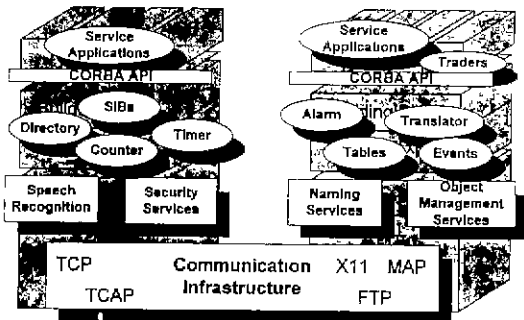 Service
Applications
CORBA API
SIBs
Directory
Timer
Counter
Speech
Recognition
Security
Services
Service
Applications
Traders
CORBA API
Alarm
Translator
Tables
Events
Naming
Services
Object
Management
Services
TCP
Communication
Infrastructure
X11
MAP
TCAP
FTP